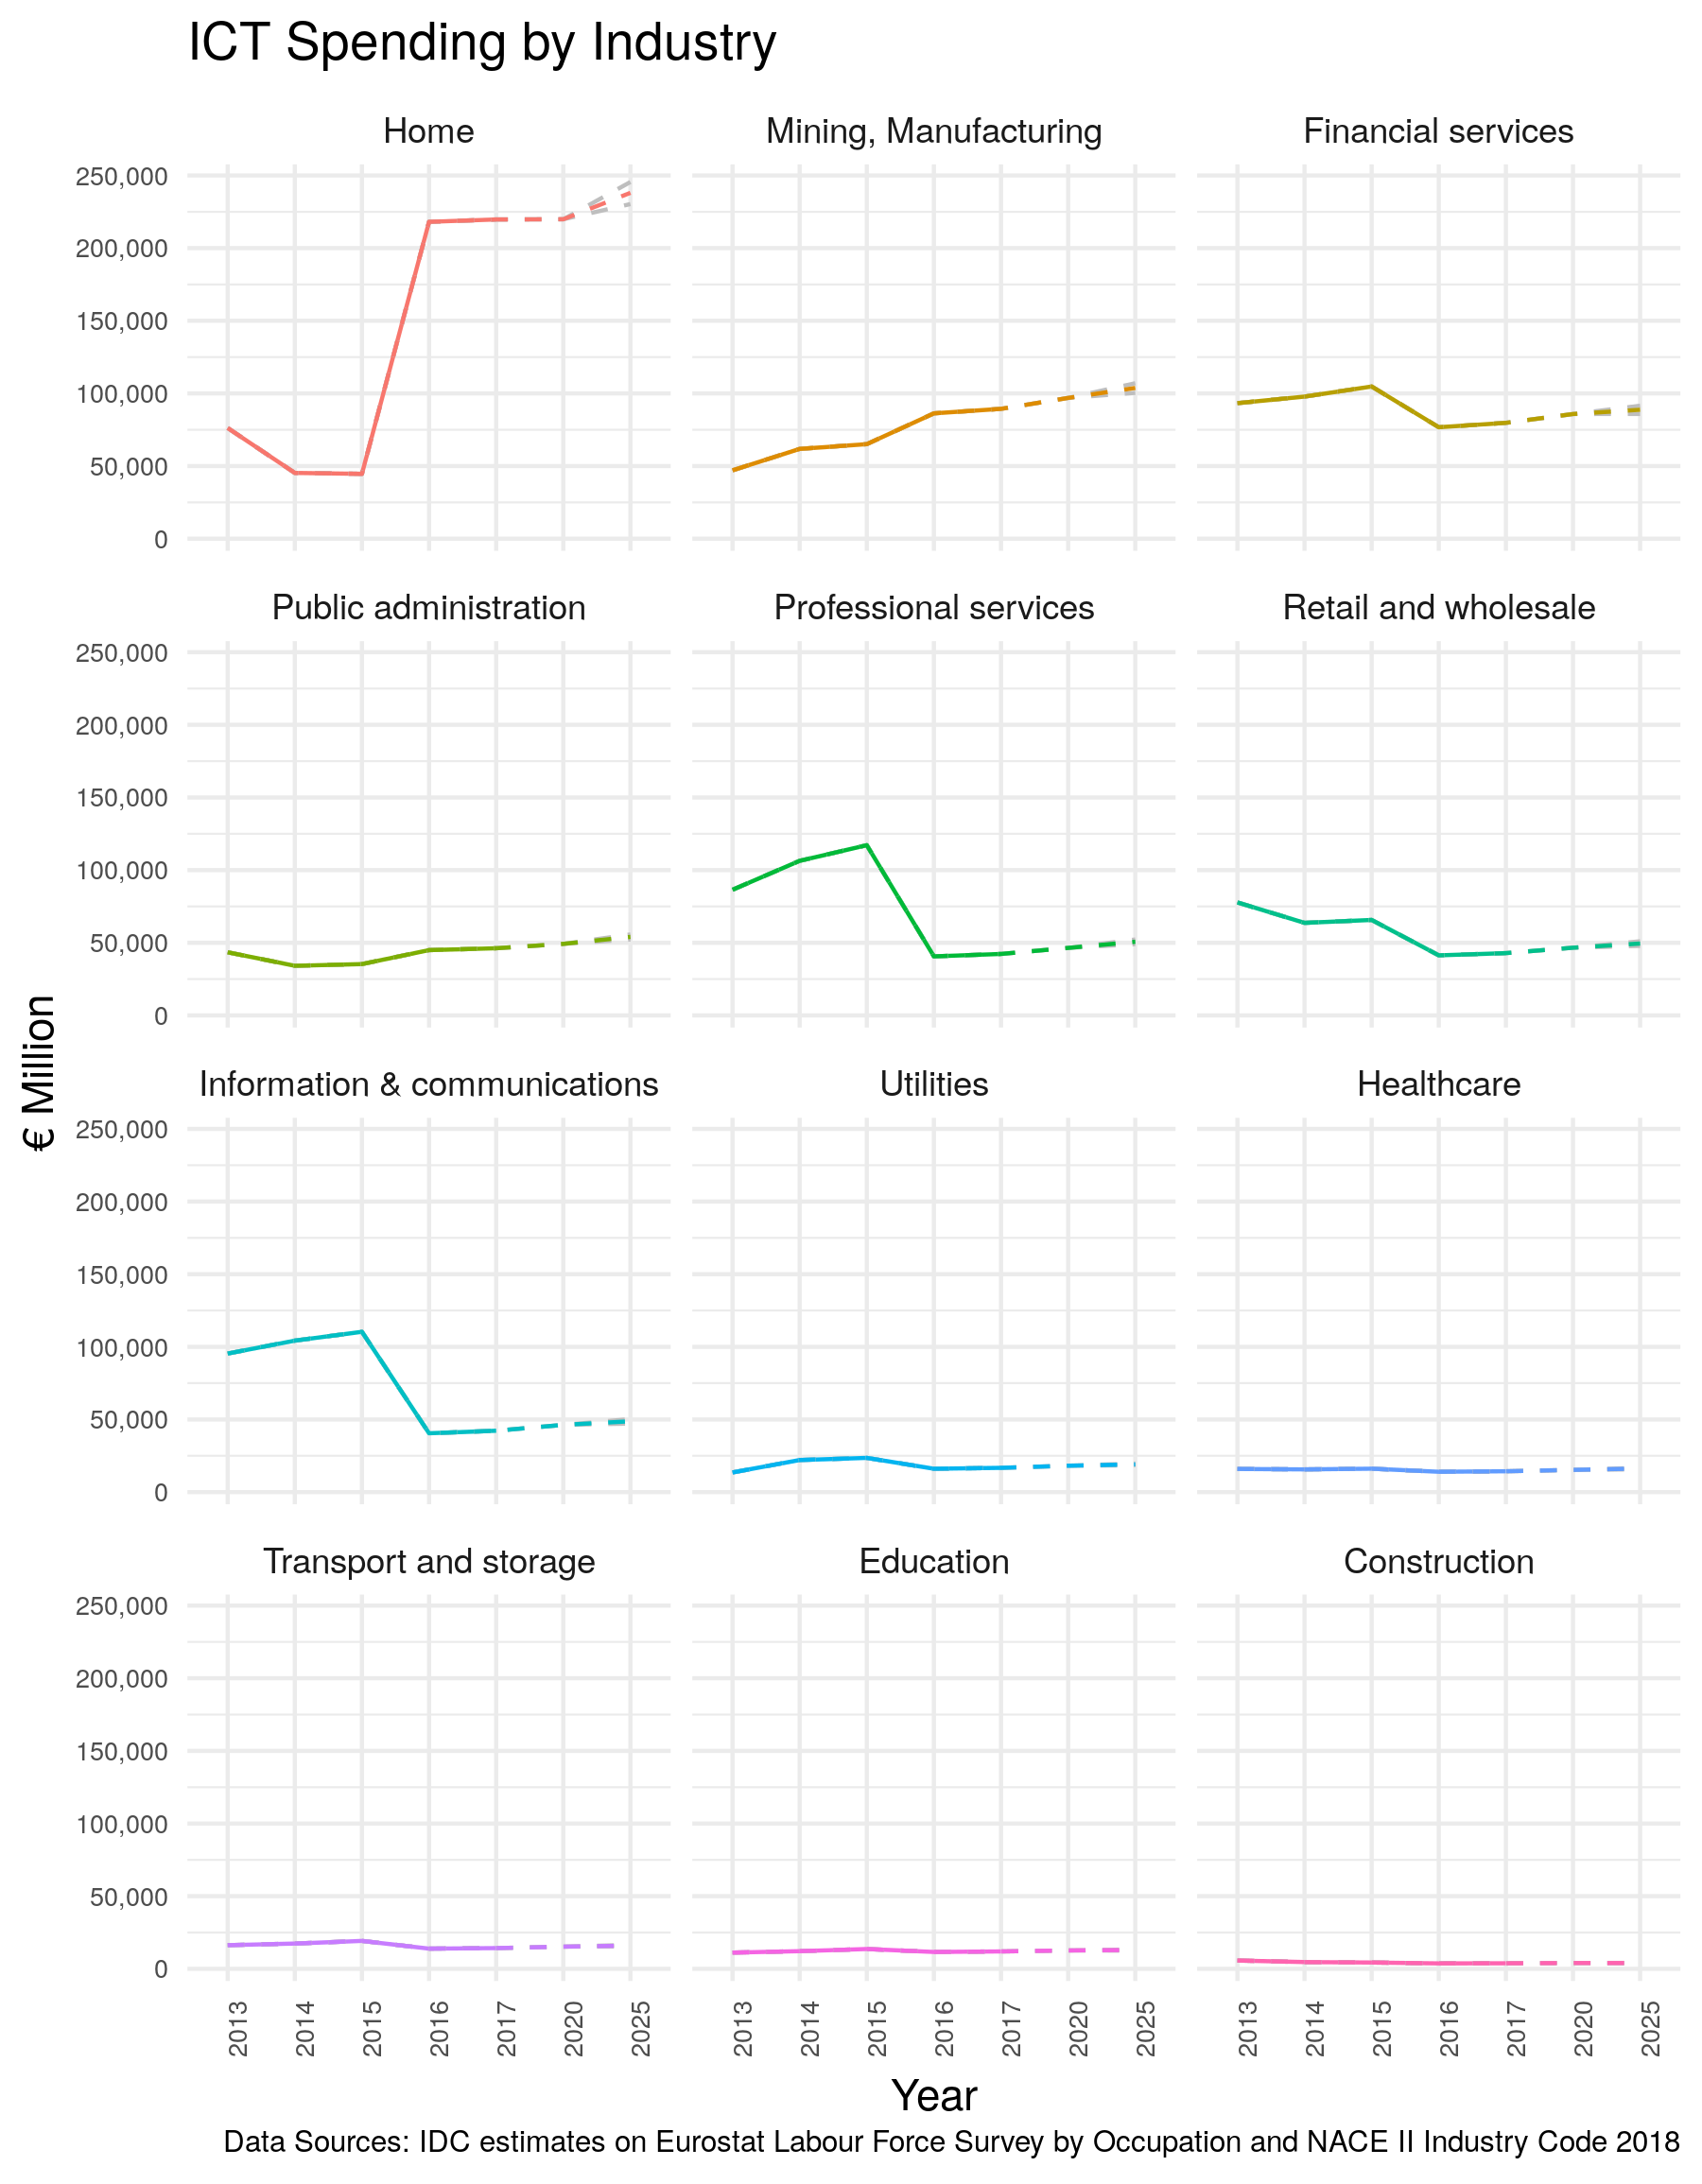 ICT Spending by Industry
Home
Mining, Manufacturing
Financial services
250,000
200,000
150,000
100,000
50,000
0
Public administration
Professional services
Retail and wholesale
250,000
200,000
150,000
100,000
50,000
0
€ Million
Information & communications
Utilities
Healthcare
250,000
200,000
150,000
100,000
50,000
0
Transport and storage
Education
Construction
250,000
200,000
150,000
100,000
50,000
0
2013 2014 2015 2016 2017 2020 2025
2013 2014 2015 2016 2017 2020 2025
2013 2014 2015 2016 2017 2020 2025
Year
Data Sources: IDC estimates on Eurostat Labour Force Survey by Occupation and NACE II Industry Code 2018